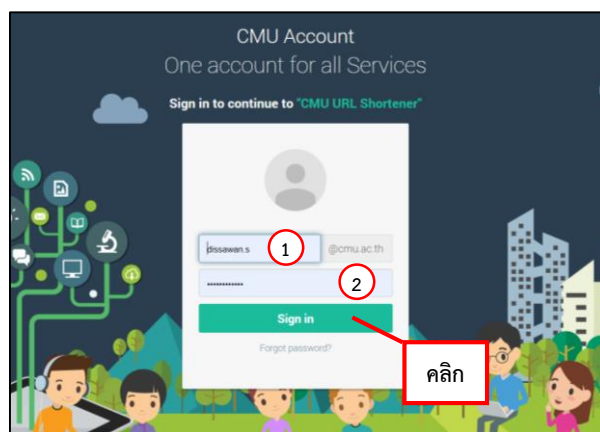 CMU Account
One account for all Services
Sign in to continue to "CMU URL Shortener"
dissawan.s 1 @cmu.ac.th
•••••••••••• 2
Sign in
Forgot password?
คลิก